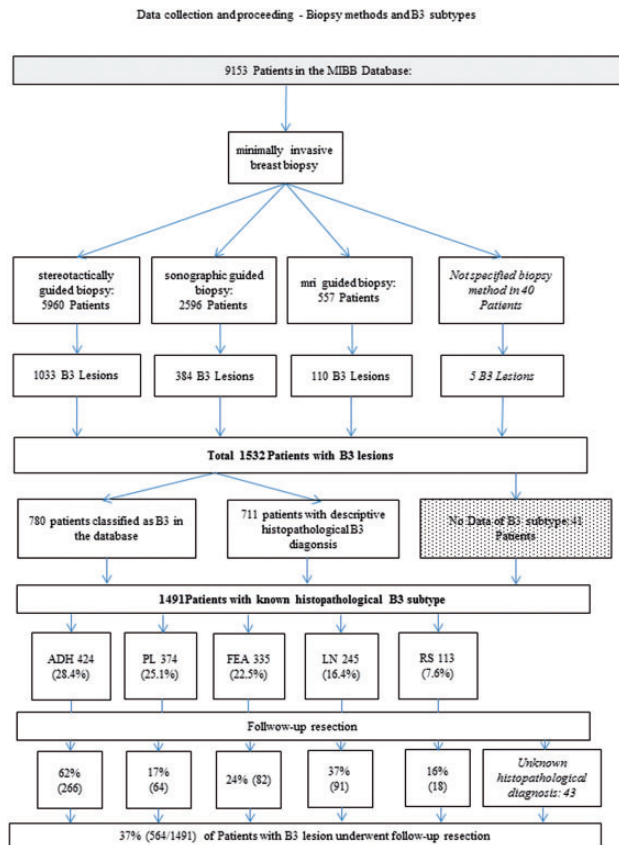 Data collection and proceeding - Biopsy methods and B3 subtypes
9153 Patients in the MIBB Database:
minimally invasive
breast biopsy
stereotactically
guided biopsy:
5960 Patients
sonographic guided
biopsy:
2596 Patients
mri guided biopsy:
557 Patients
Not specified biopsy
method in 40
Patients
1033 B3 Lesions
384 B3 Lesions
110 B3 Lesions
5 B3 Lesions
Total 1532 Patients with B3 lesions
780 patients classified as B3 in
the database
711 patients with descriptive
histopathological B3
diagonsis
No Data of B3 subtype:41
Patients
1491Patients with known histopathological B3 subtype
ADH 424
(28.4%)
PL 374
(25.1%)
FEA 335
(22.5%)
LN 245
(16.4%)
RS 113
(7.6%)
Follwow-up resection
62%
(266)
17%
(64)
24% (82)
37%
(91)
16%
(18)
Unknown
histopathological
diagnosis: 43
37% (564/1491) of Patients with B3 lesion underwent follow-up resection